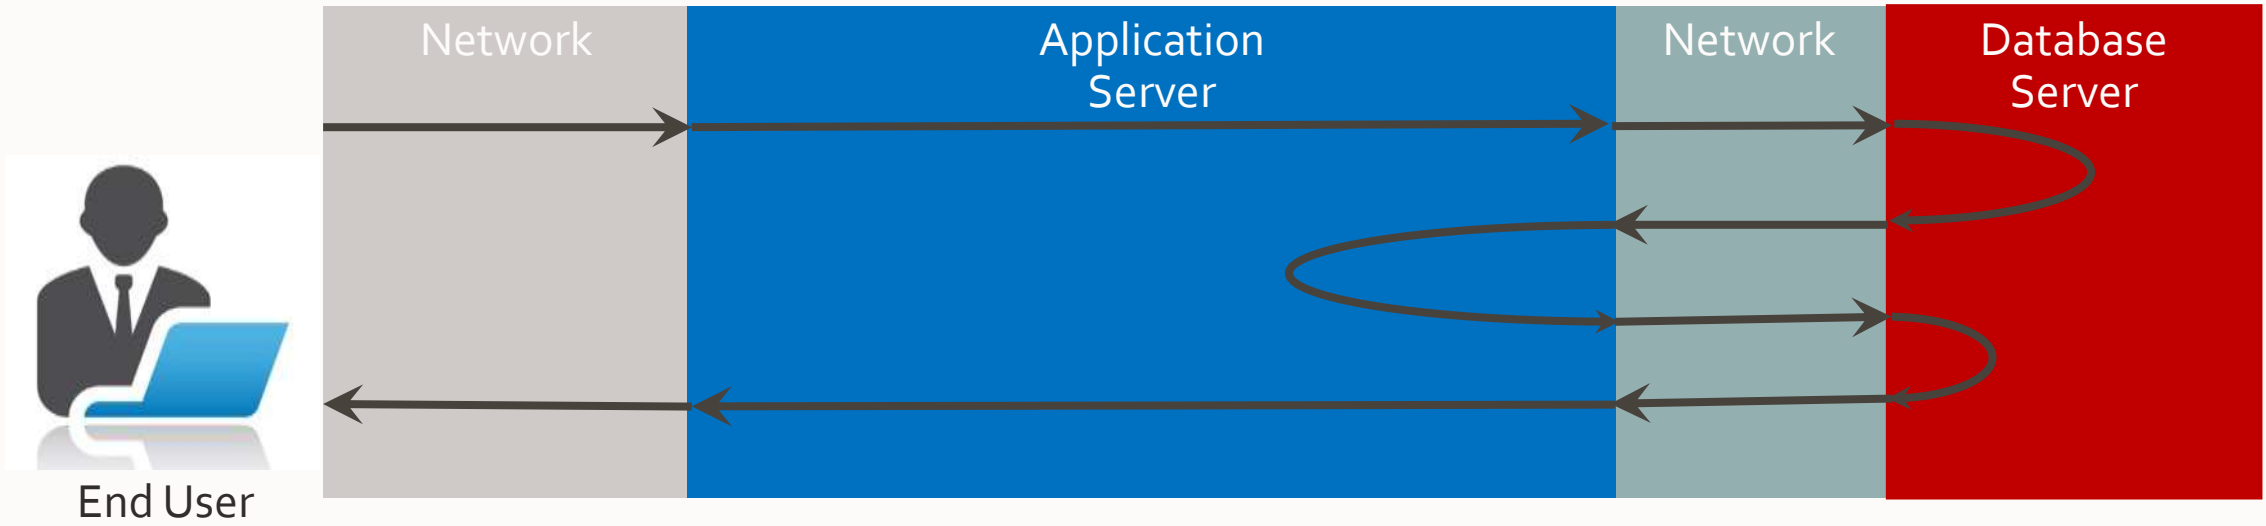 Network
Application
Server
Network
Database
Server
End User